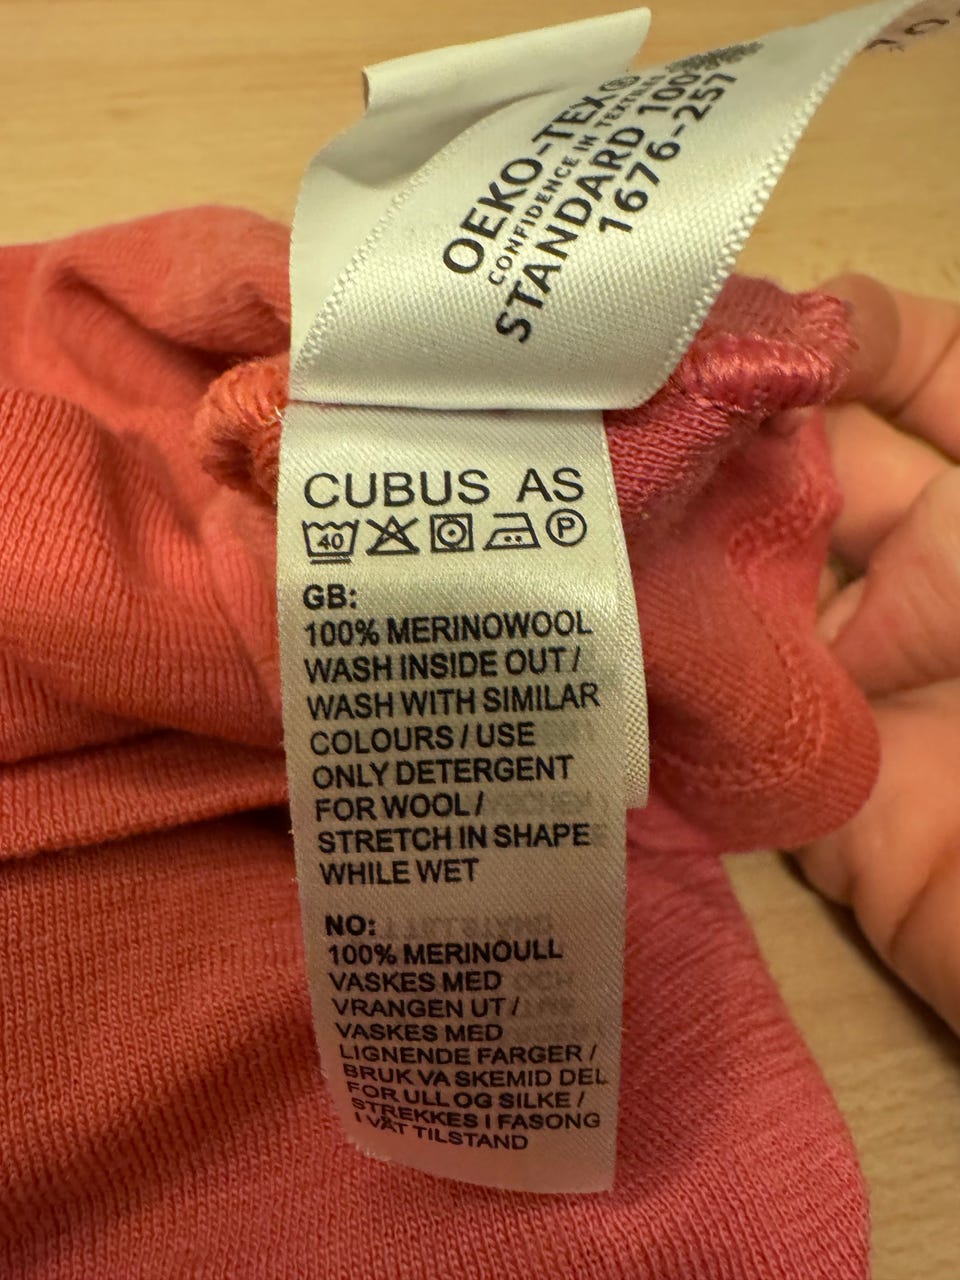 OEKO-TEX®
CONFIDENCE IN TEXTILES
STANDARD 100
1676-257
CUBUS AS
40 P
GB:
100% MERINOWOOL
WASH INSIDE OUT /
WASH WITH SIMILAR
COLOURS / USE
ONLY DETERGENT
FOR WOOL /
STRETCH IN SHAPE
WHILE WET
NO:
100% MERINOULL
VASKES MED
VRANGEN UT /
VASKES MED
LIGNENDE FARGER /
BRUK VA SKEMID DEL
FOR ULL OG SILKE /
STREKKES I FASONG
I VÅT TILSTAND